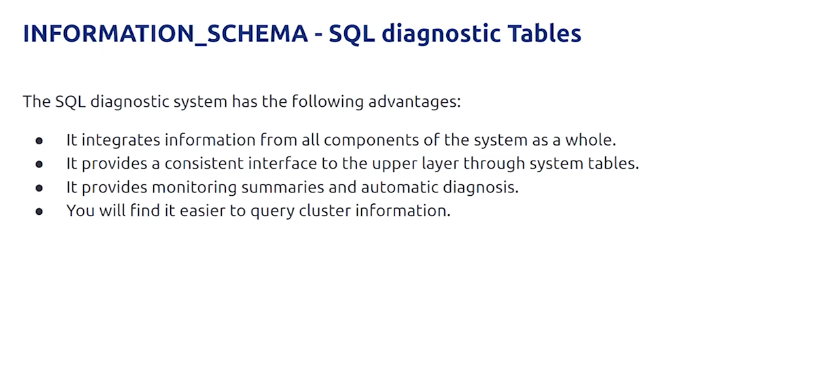 INFORMATION_SCHEMA - SQL diagnostic Tables
The SQL diagnostic system has the following advantages:
● It integrates information from all components of the system as a whole.
● It provides a consistent interface to the upper layer through system tables.
● It provides monitoring summaries and automatic diagnosis.
● You will find it easier to query cluster information.